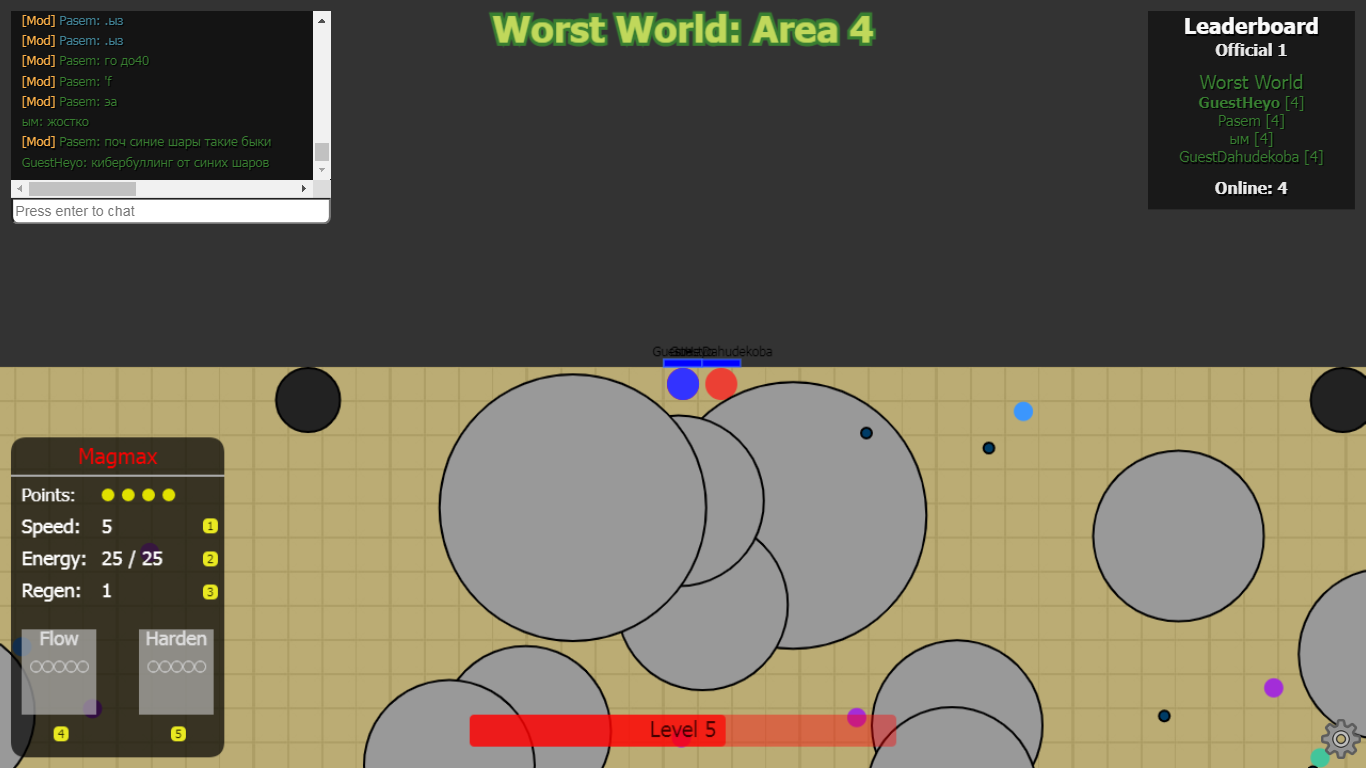 [Mod] Pasem: .ыз
[Mod] Pasem: .ыз
[Mod] Pasem: го до40
[Mod] Pasem: 'f
[Mod] Pasem: эа
ым: жостко
[Mod] Pasem: поч синие шары такие быки
GuestHeyo: кибербуллинг от синих шаров
Press enter to chat
Worst World: Area 4
Leaderboard
Official 1
Worst World
GuestHeyo [4]
Pasem [4]
ым [4]
GuestDahudekoba [4]
Online: 4
GuestHeyo GuestDahudekoba
Magmax
Points:
Speed: 5 1
Energy: 25 / 25 2
Regen: 1 3
Flow Harden
4 5
Level 5